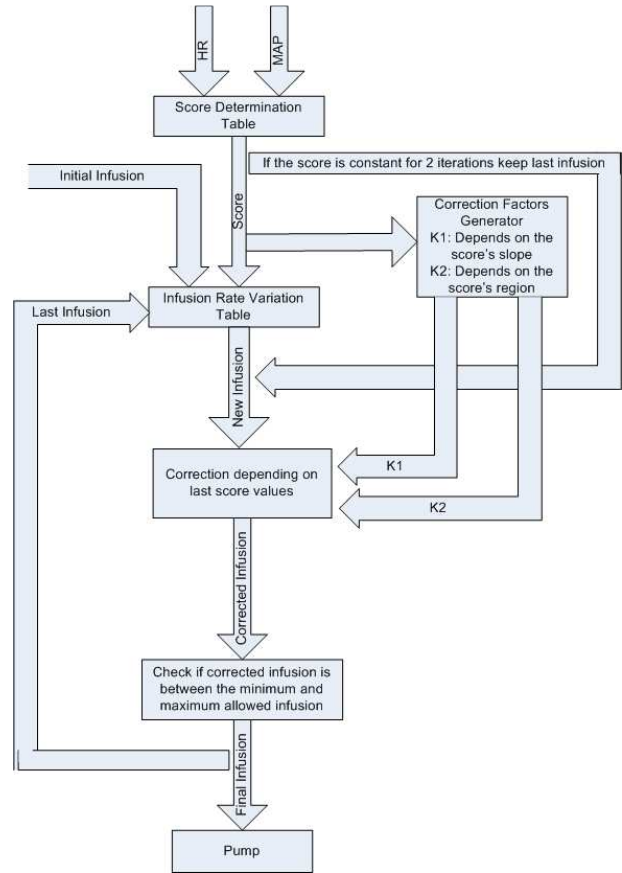 HR
MAP
Score Determination
Table
If the score is constant for 2 iterations keep last infusion
Initial Infusion
Score
Correction Factors
Generator
K1: Depends on the
score's slope
K2: Depends on the
score's region
Last Infusion
Infusion Rate Variation
Table
New Infusion
Correction depending on
last score values
K1
K2
Corrected Infusion
Check if corrected infusion is
between the minimum and
maximum allowed infusion
Final Infusion
Pump